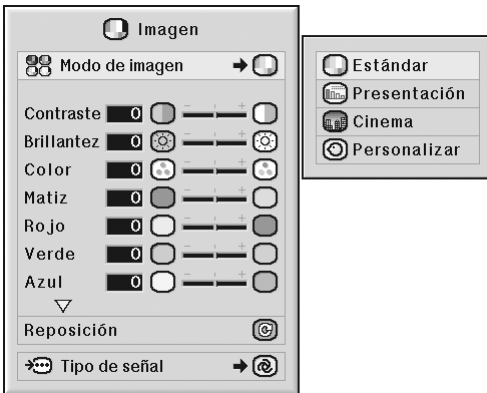 Imagen
Modo de imagen
Contraste 0
Brillantez 0
Color 0
Matiz 0
Rojo 0
Verde 0
Azul 0
Reposición
Tipo de señal
Estándar
Presentación
Cinema
Personalizar